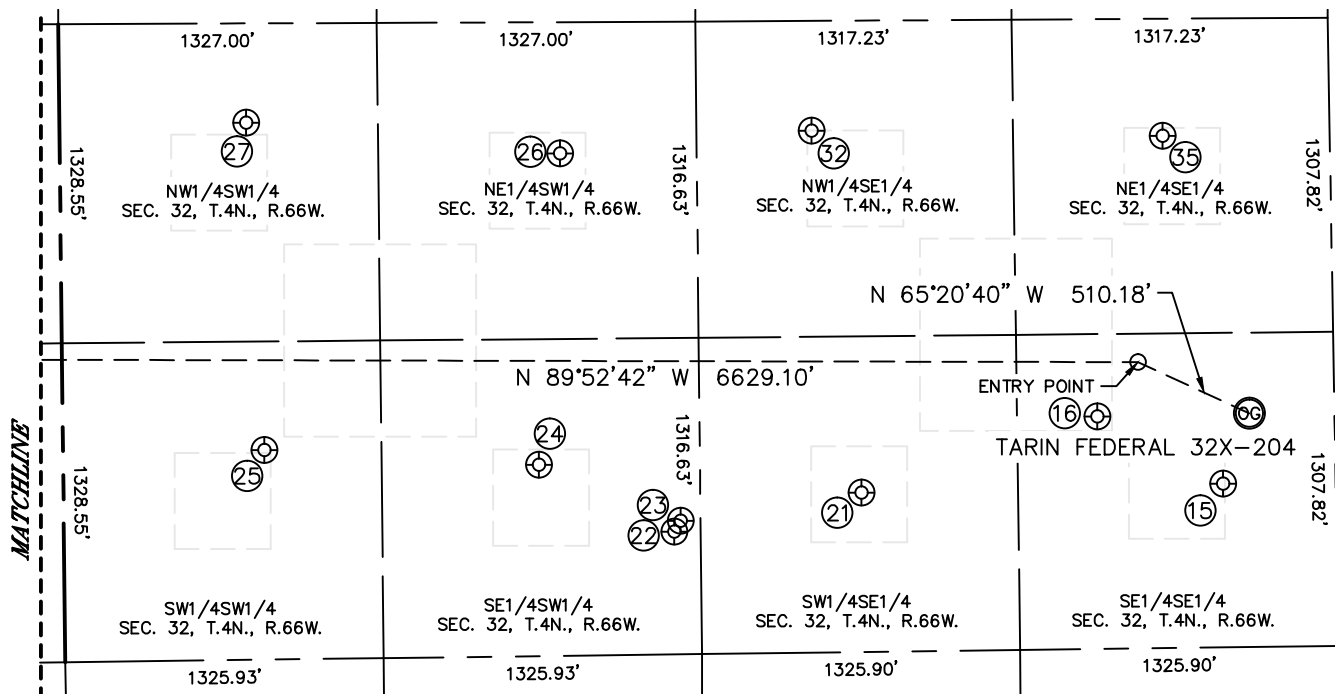 1327.00'
1327.00'
1317.23'
1317.23'
27
26
32
35
1328.55'
1316.63'
1307.82'
NW1/4SW1/4
SEC. 32, T.4N., R.66W.
NE1/4SW1/4
SEC. 32, T.4N., R.66W.
NW1/4SE1/4
SEC. 32, T.4N., R.66W.
NE1/4SE1/4
SEC. 32, T.4N., R.66W.
N 65°20'40" W 510.18'
N 89°52'42" W 6629.10'
ENTRY POINT
16
OG
TARIN FEDERAL 32X-204
MATCHLINE
24
25
1328.55'
1316.63'
1307.82'
23
22
21
15
SW1/4SW1/4
SEC. 32, T.4N., R.66W.
SE1/4SW1/4
SEC. 32, T.4N., R.66W.
SW1/4SE1/4
SEC. 32, T.4N., R.66W.
SE1/4SE1/4
SEC. 32, T.4N., R.66W.
1325.93'
1325.93'
1325.90'
1325.90'